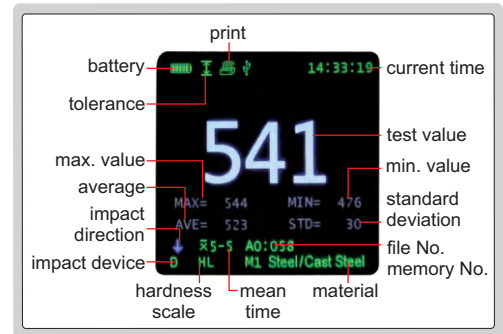 print
battery
14:33:19
current time
tolerance
541
test value
max. value
min. value
MAX= 544 MIN= 476
average
standard
deviation
AVE= 523 STD= 30
impact
direction
x̅5-5 A0:058
file No.
memory No.
impact device
D HL M1 Steel/Cast Steel
hardness
scale
mean
time
material